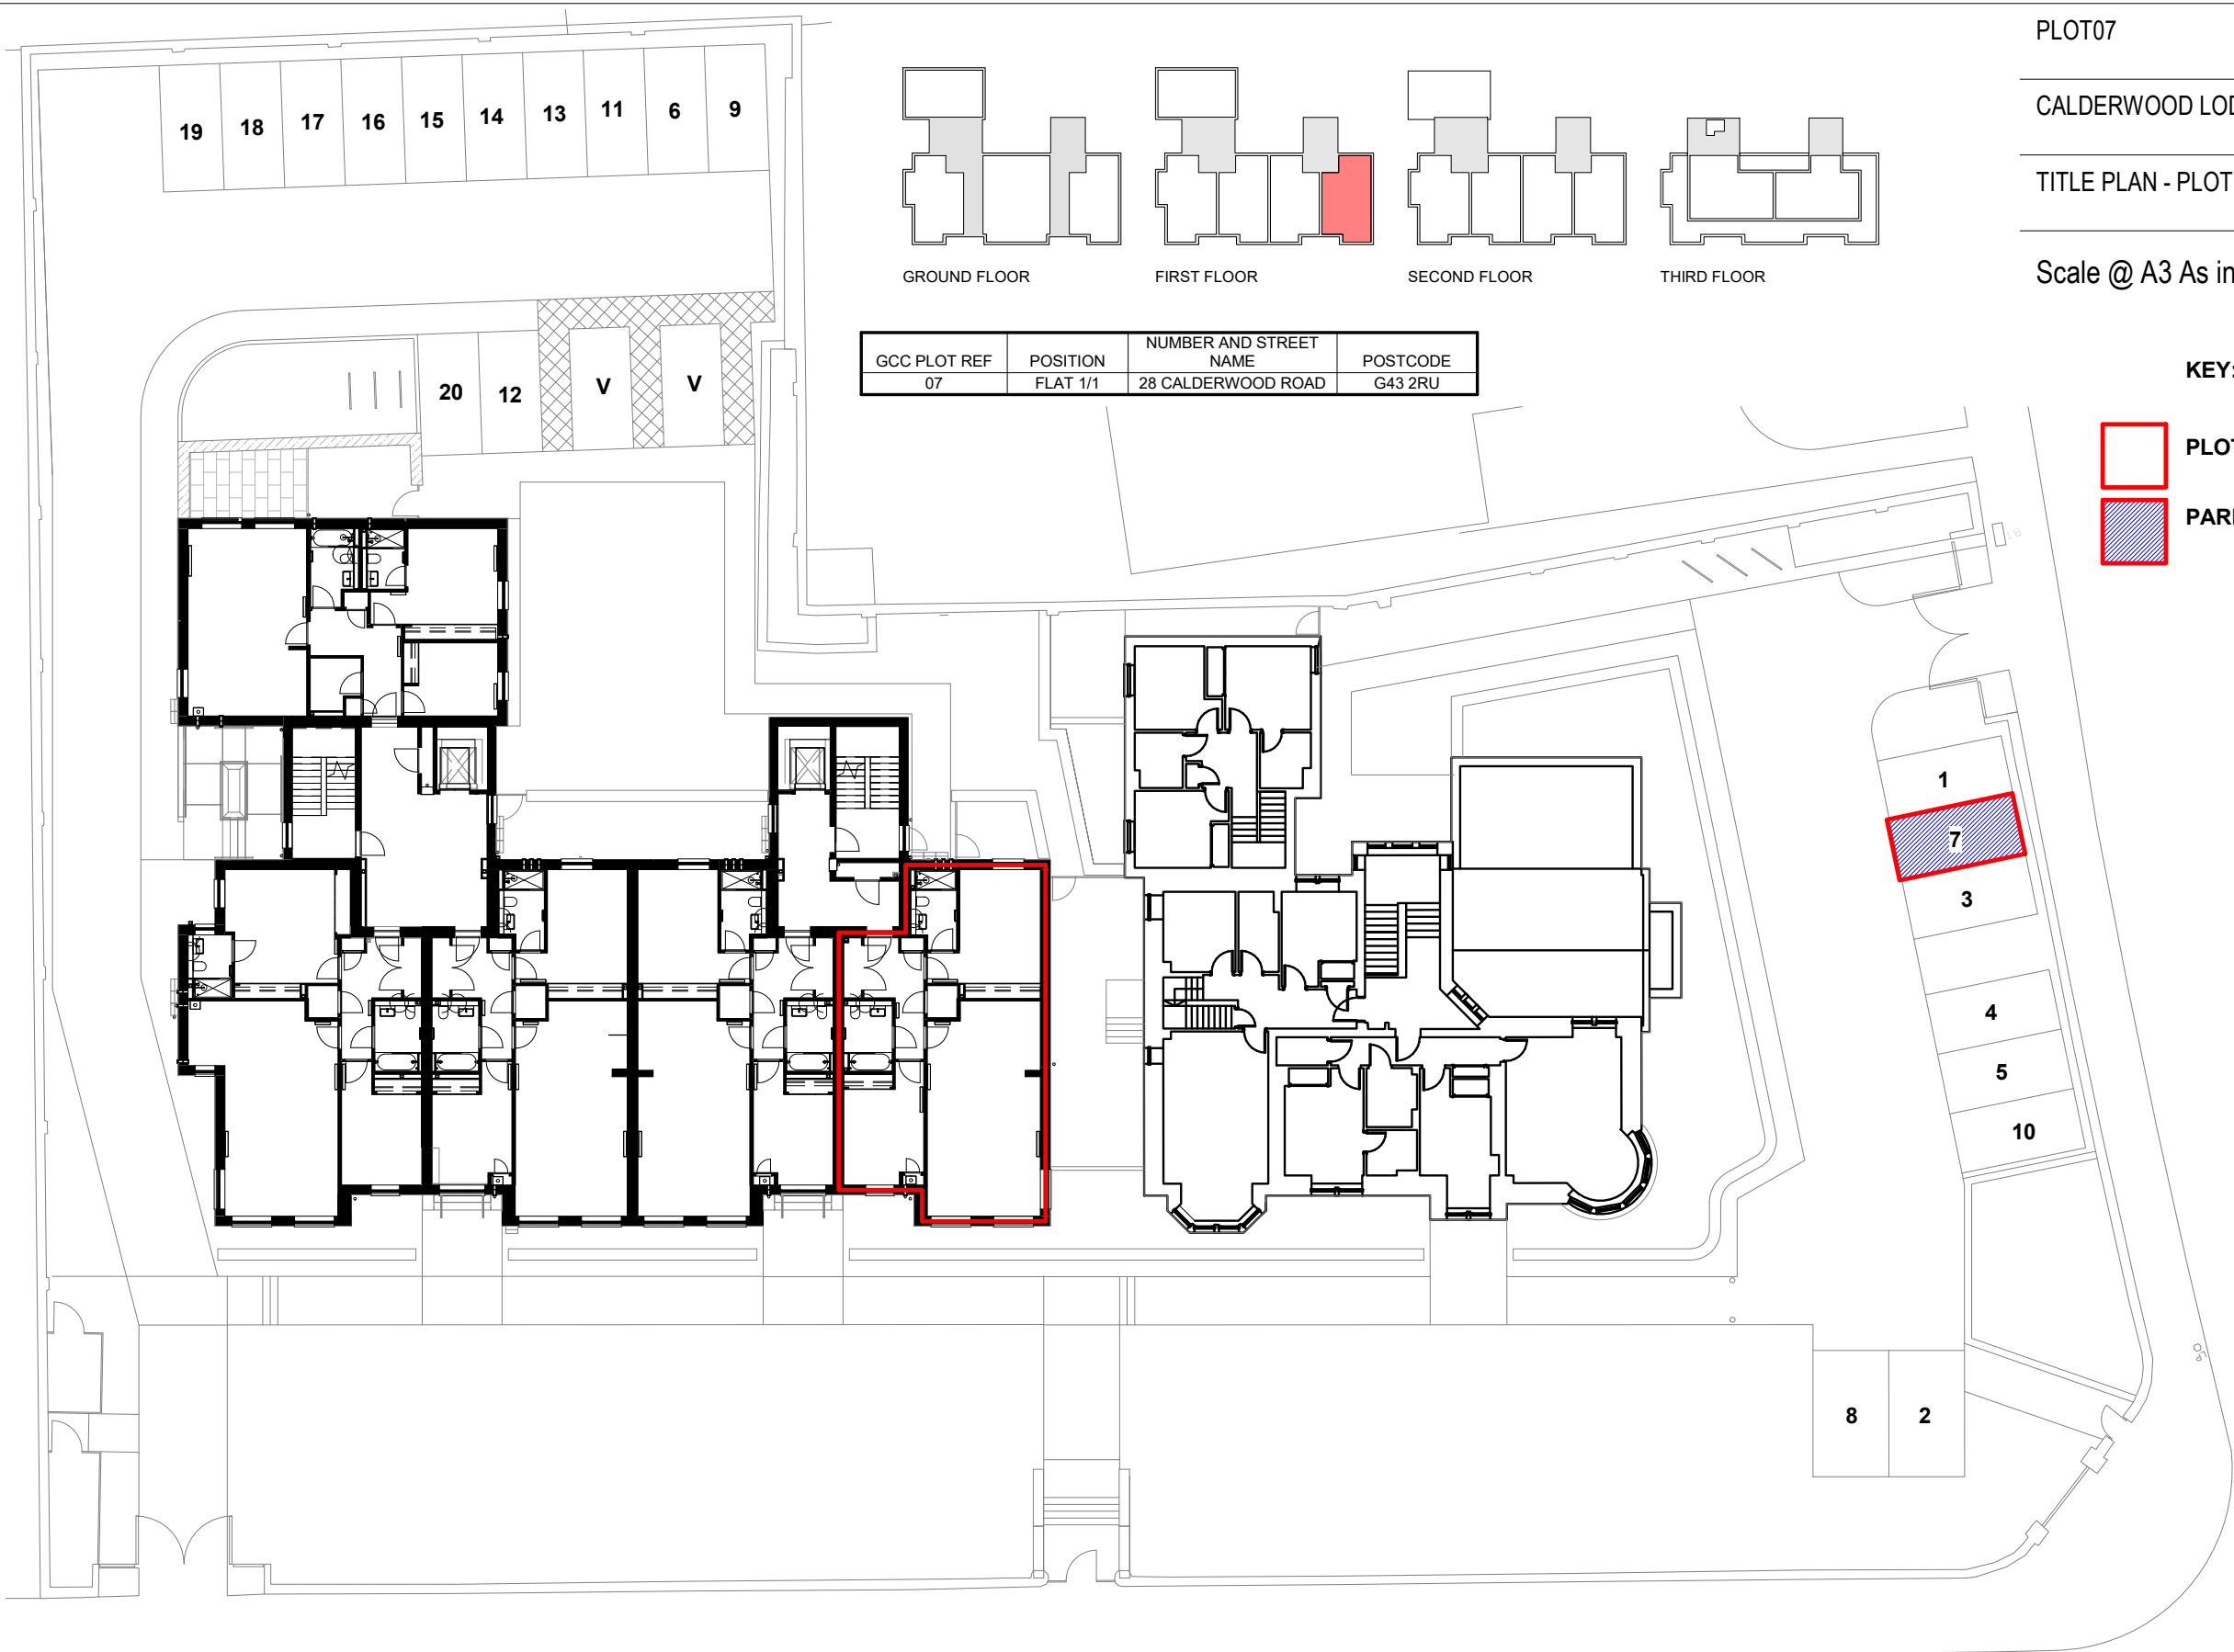 PLOT07
CALDERWOOD LOD
TITLE PLAN - PLOT
Scale @ A3 As in
GROUND FLOOR
FIRST FLOOR
SECOND FLOOR
THIRD FLOOR
GCC PLOT REF
POSITION
NUMBER AND STREET
NAME
POSTCODE
07
FLAT 1/1
28 CALDERWOOD ROAD
G43 2RU
KEY:
PLOT
PARK
19
18
17
16
15
14
13
11
6
9
20
12
V
V
1
7
3
4
5
10
8
2